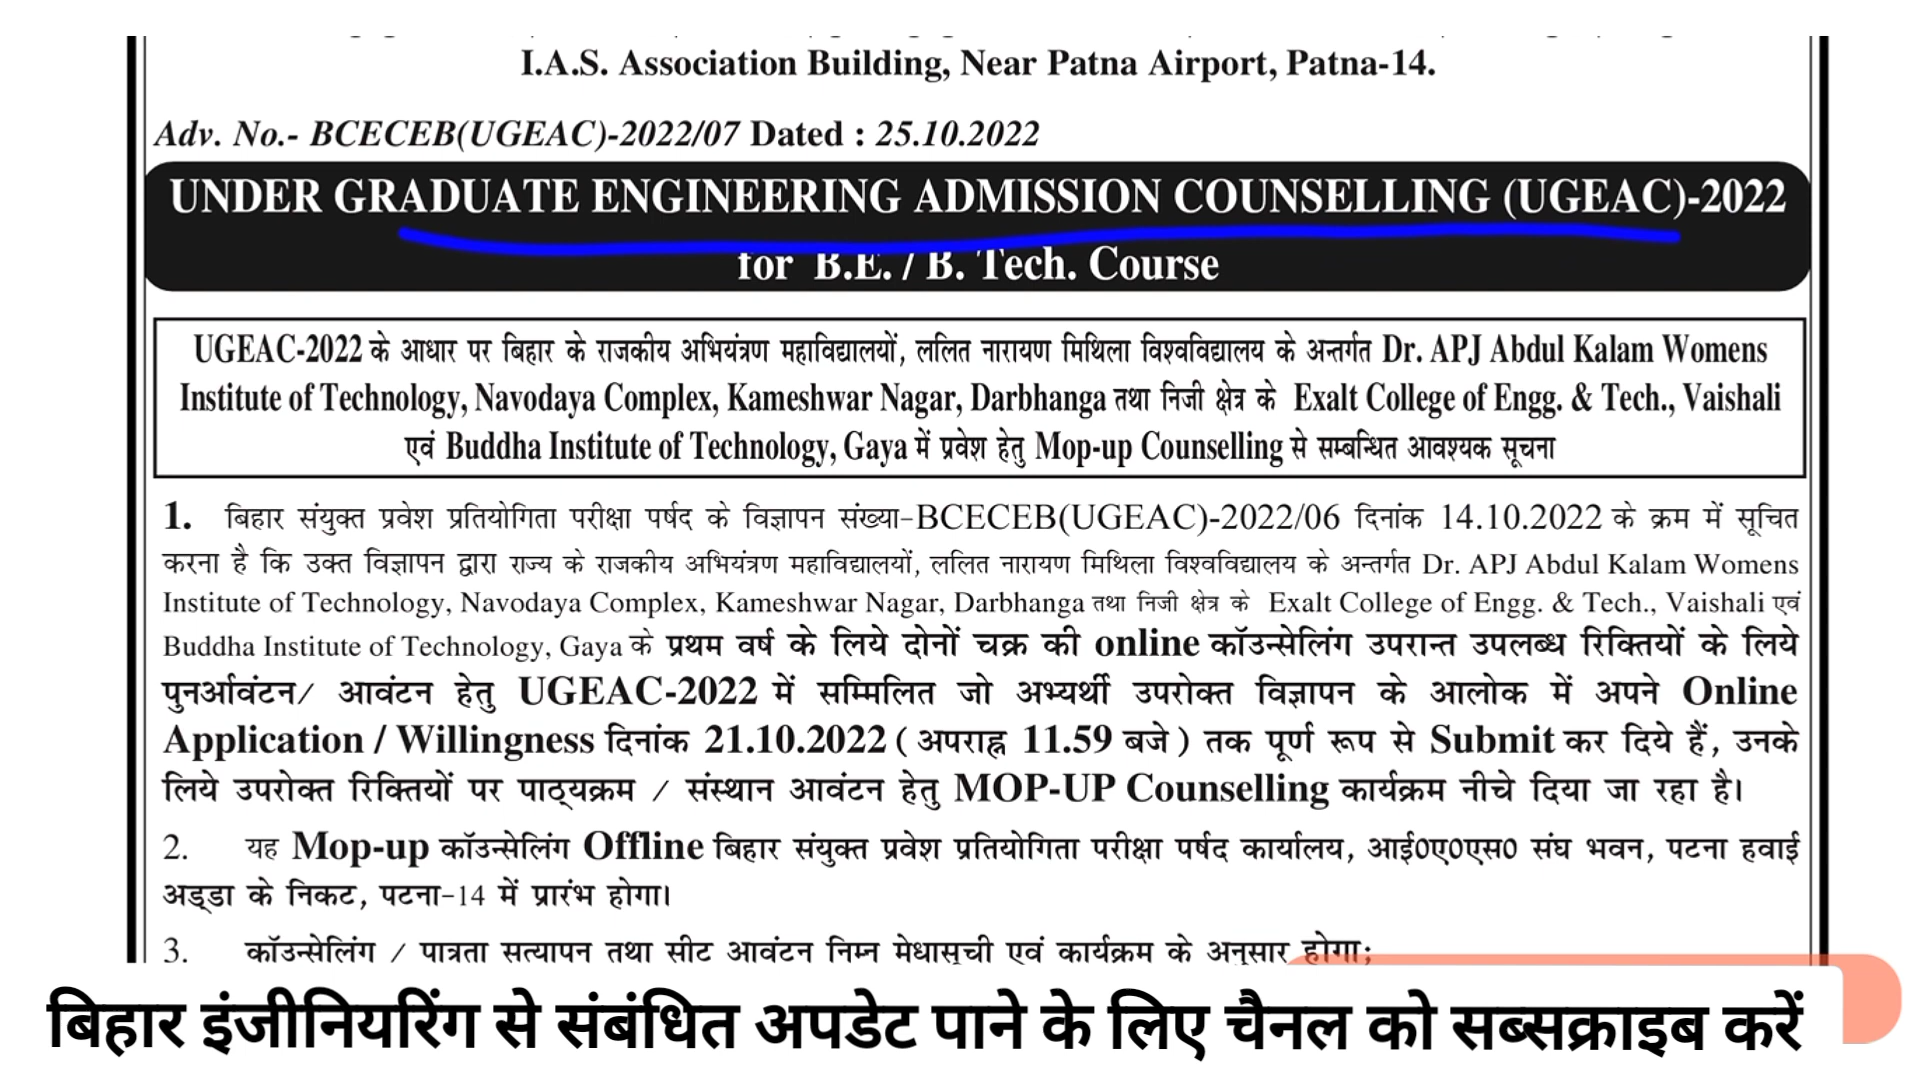 I.A.S. Association Building, Near Patna Airport, Patna-14.
Adv. No.- BCECEB(UGEAC)-2022/07 Dated : 25.10.2022
UNDER GRADUATE ENGINEERING ADMISSION COUNSELLING (UGEAC)-2022
for B.E. / B. Tech. Course
UGEAC-2022 के आधार पर बिहार के राजकीय अभियंत्रण महाविद्यालयों, ललित नारायण मिथिला विश्वविद्यालय के अन्तर्गत Dr. APJ Abdul Kalam Womens
Institute of Technology, Navodaya Complex, Kameshwar Nagar, Darbhanga तथा निजी क्षेत्र के Exalt College of Engg. & Tech., Vaishali
एवं Buddha Institute of Technology, Gaya में प्रवेश हेतु Mop-up Counselling से सम्बन्धित आवश्यक सूचना
1. बिहार संयुक्त प्रवेश प्रतियोगिता परीक्षा पर्षद के विज्ञापन संख्या-BCECEB(UGEAC)-2022/06 दिनांक 14.10.2022 के क्रम में सूचित
करना है कि उक्त विज्ञापन द्वारा राज्य के राजकीय अभियंत्रण महाविद्यालयों, ललित नारायण मिथिला विश्वविद्यालय के अन्तर्गत Dr. APJ Abdul Kalam Womens
Institute of Technology, Navodaya Complex, Kameshwar Nagar, Darbhanga तथा निजी क्षेत्र के Exalt College of Engg. & Tech., Vaishali एवं
Buddha Institute of Technology, Gaya के प्रथम वर्ष के लिये दोनों चक्र की online कॉउन्सेलिंग उपरान्त उपलब्ध रिक्तियों के लिये
पुनर्आवंटन/ आवंटन हेतु UGEAC-2022 में सम्मिलित जो अभ्यर्थी उपरोक्त विज्ञापन के आलोक में अपने Online
Application / Willingness दिनांक 21.10.2022 ( अपराह्न 11.59 बजे ) तक पूर्ण रूप से Submit कर दिये हैं, उनके
लिये उपरोक्त रिक्तियों पर पाठ्यक्रम / संस्थान आवंटन हेतु MOP-UP Counselling कार्यक्रम नीचे दिया जा रहा है।
2. यह Mop-up कॉउन्सेलिंग Offline बिहार संयुक्त प्रवेश प्रतियोगिता परीक्षा पर्षद कार्यालय, आई०ए०एस० संघ भवन, पटना हवाई
अड्डा के निकट, पटना-14 में प्रारंभ होगा।
3. कॉउन्सेलिंग / पात्रता सत्यापन तथा सीट आवंटन निम्न मेधासूची एवं कार्यक्रम के अनुसार होगा;
बिहार इंजीनियरिंग से संबंधित अपडेट पाने के लिए चैनल को सब्सक्राइब करें